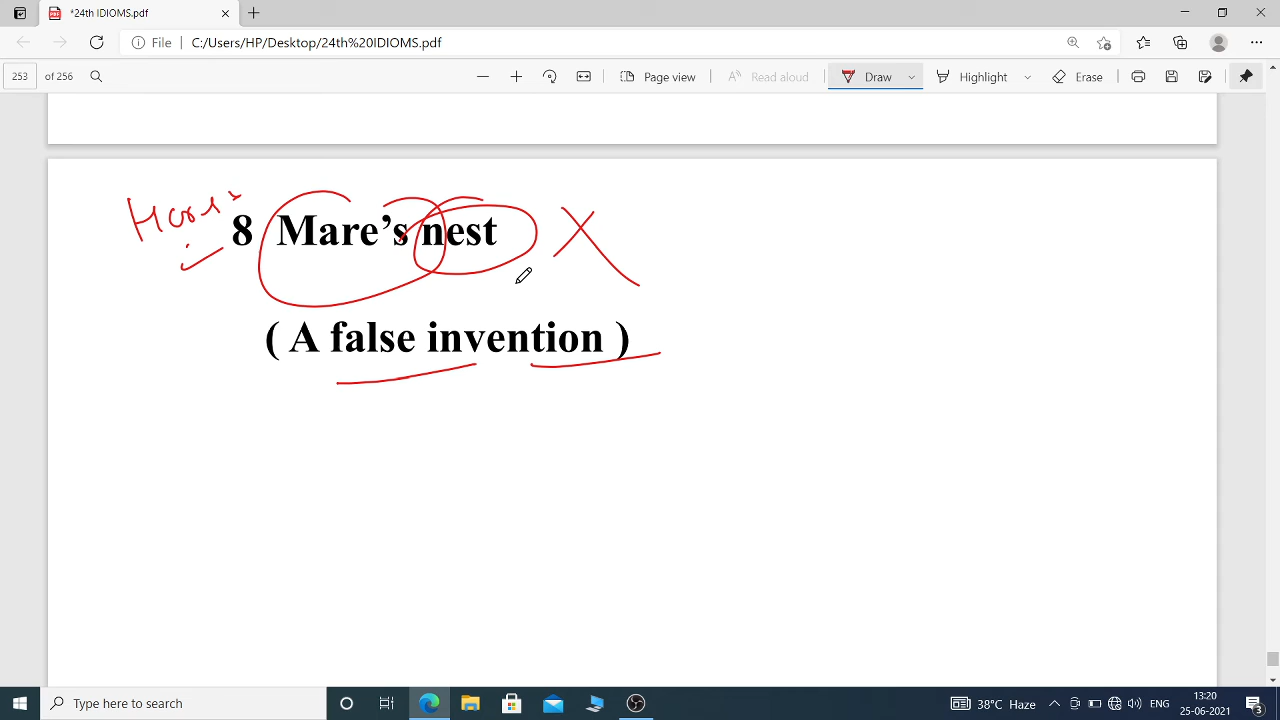 *24th IDIOMS.pdf
File C:/Users/HP/Desktop/24th%20IDIOMS.pdf
253 of 256 Page view Read aloud Draw Highlight Erase
8 Mare’s nest
( A false invention )
Type here to search
38°C Haze ENG 13:20
25-06-2021 3